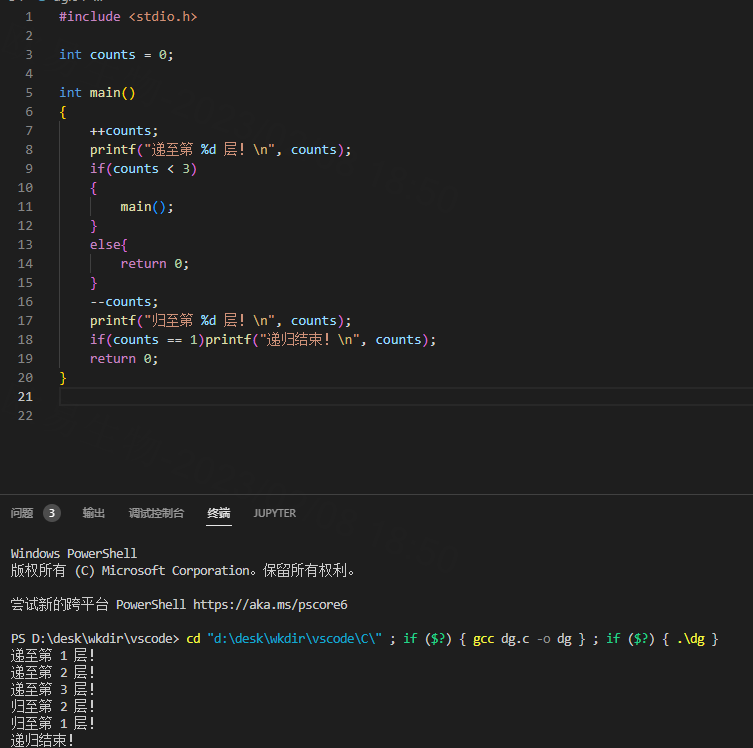 1 #include <stdio.h>
2
3 int counts = 0;
4
5 int main()
6 {
7     ++counts;
8     printf("递至第 %d 层! \n", counts);
9     if(counts < 3)
10     {
11         main();
12     }
13     else{
14         return 0;
15     }
16     --counts;
17     printf("归至第 %d 层! \n", counts);
18     if(counts == 1)printf("递归结束! \n", counts);
19     return 0;
20 }
21
22
问题 3 输出 调试控制台 终端 JUPYTER
Windows PowerShell
版权所有 (C) Microsoft Corporation。保留所有权利。
尝试新的跨平台 PowerShell https://aka.ms/pscore6
PS D:\desk\wkdir\vscode> cd "d:\desk\wkdir\vscode\C\" ; if ($?) { gcc dg.c -o dg } ; if ($?) { .\dg }
递至第 1 层!
递至第 2 层!
递至第 3 层!
归至第 2 层!
归至第 1 层!
递归结束!